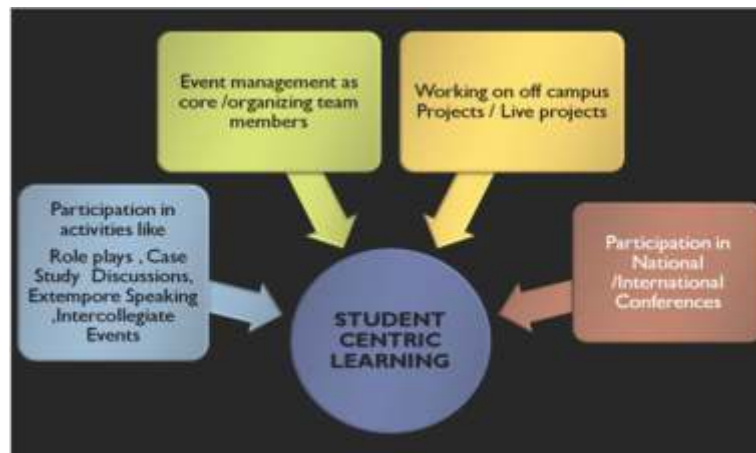 Event management as
core /organizing team
members
Working on off campus
Projects / Live projects
Participation in
activities like
Role plays , Case
Study Discussions,
Extempore Speaking
,Intercollegiate
Events
Participation in
National
/International
Conferences
STUDENT
CENTRIC
LEARNING